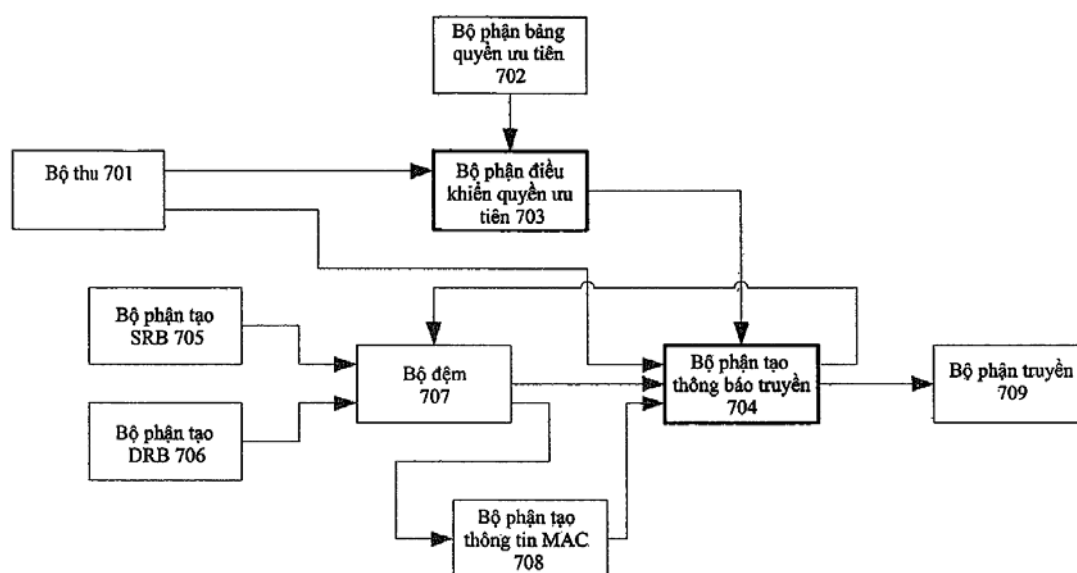 Bộ phận bảng
quyền ưu tiên
702
Bộ thu 701
Bộ phận điều
khiển quyền ưu
tiên 703
Bộ phận tạo
SRB 705
Bộ đệm
707
Bộ phận tạo
thông báo truyền
704
Bộ phận truyền
709
Bộ phận tạo
DRB 706
Bộ phận tạo
thông tin MAC
708